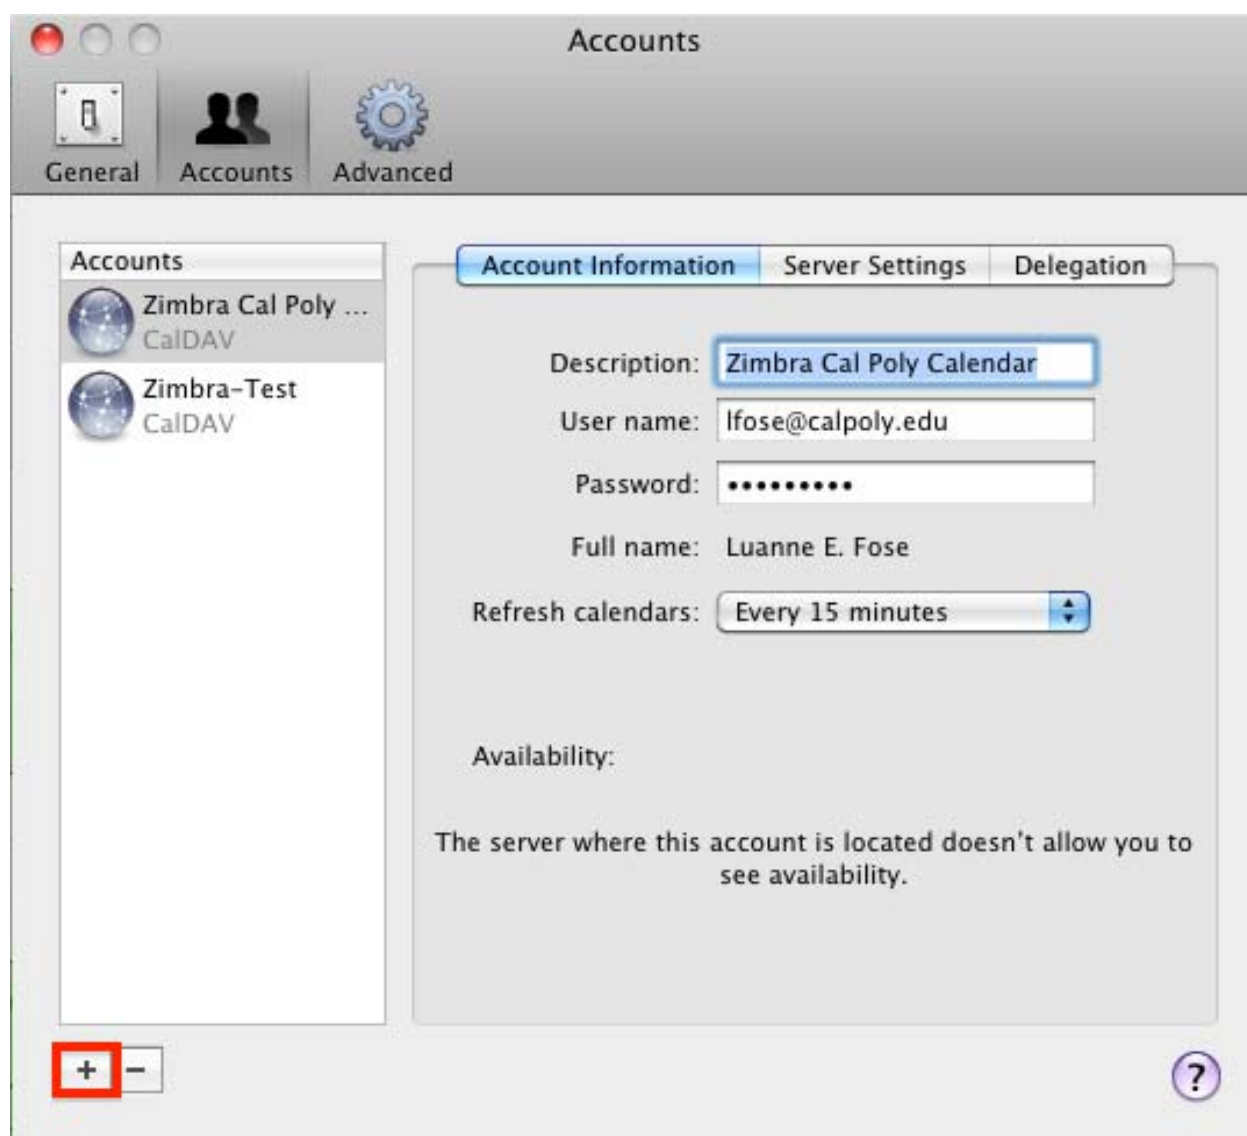 Accounts
General
Accounts
Advanced
Accounts
Zimbra Cal Poly ...
CalDAV
Zimbra-Test
CalDAV
Account Information
Server Settings
Delegation
Description: Zimbra Cal Poly Calendar
User name: lfose@calpoly.edu
Password: •••••••••
Full name: Luanne E. Fose
Refresh calendars: Every 15 minutes
Availability:
The server where this account is located doesn't allow you to
see availability.
+ −
?